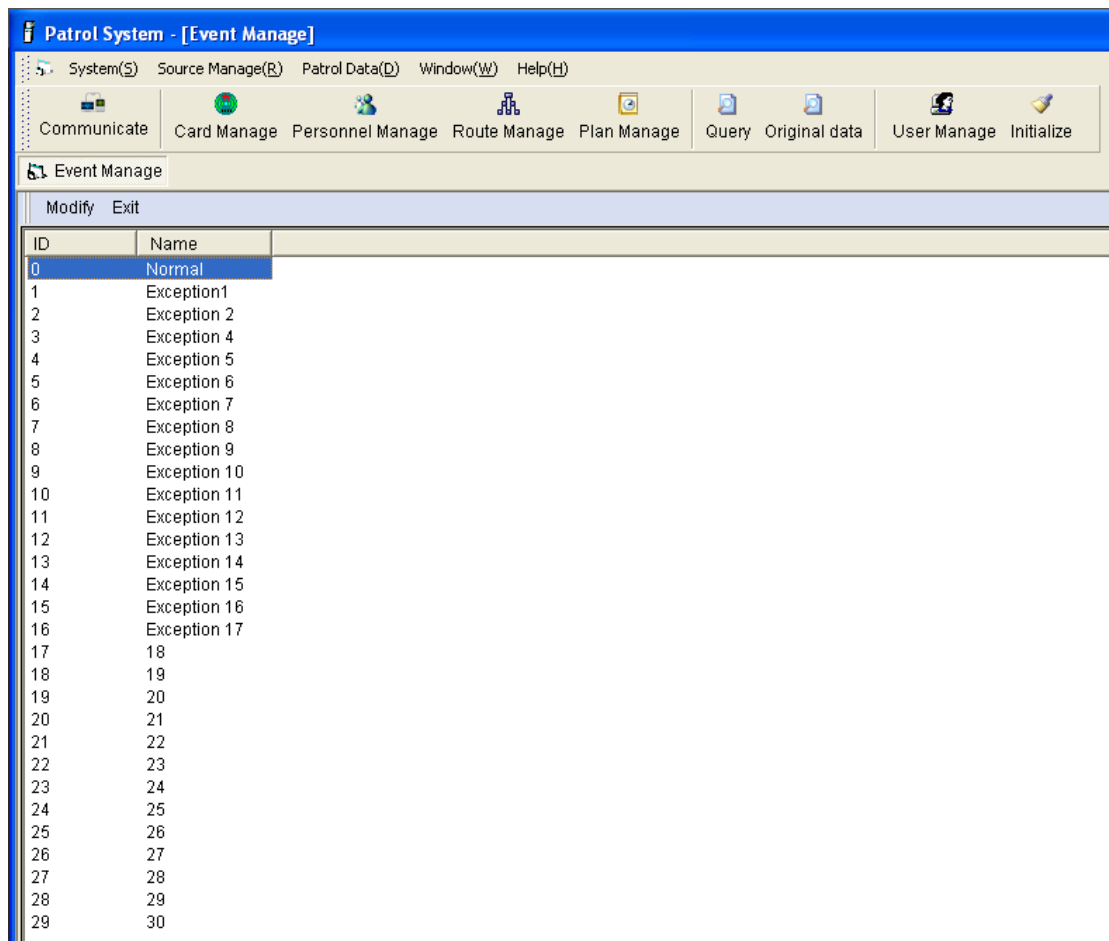 Patrol System - [Event Manage]
System(S) Source Manage(R) Patrol Data(D) Window(W) Help(H)
Communicate Card Manage Personnel Manage Route Manage Plan Manage Query Original data User Manage Initialize
Event Manage
Modify Exit
ID Name
0 Normal
1 Exception1
2 Exception 2
3 Exception 4
4 Exception 5
5 Exception 6
6 Exception 7
7 Exception 8
8 Exception 9
9 Exception 10
10 Exception 11
11 Exception 12
12 Exception 13
13 Exception 14
14 Exception 15
15 Exception 16
16 Exception 17
17 18
18 19
19 20
20 21
21 22
22 23
23 24
24 25
25 26
26 27
27 28
28 29
29 30